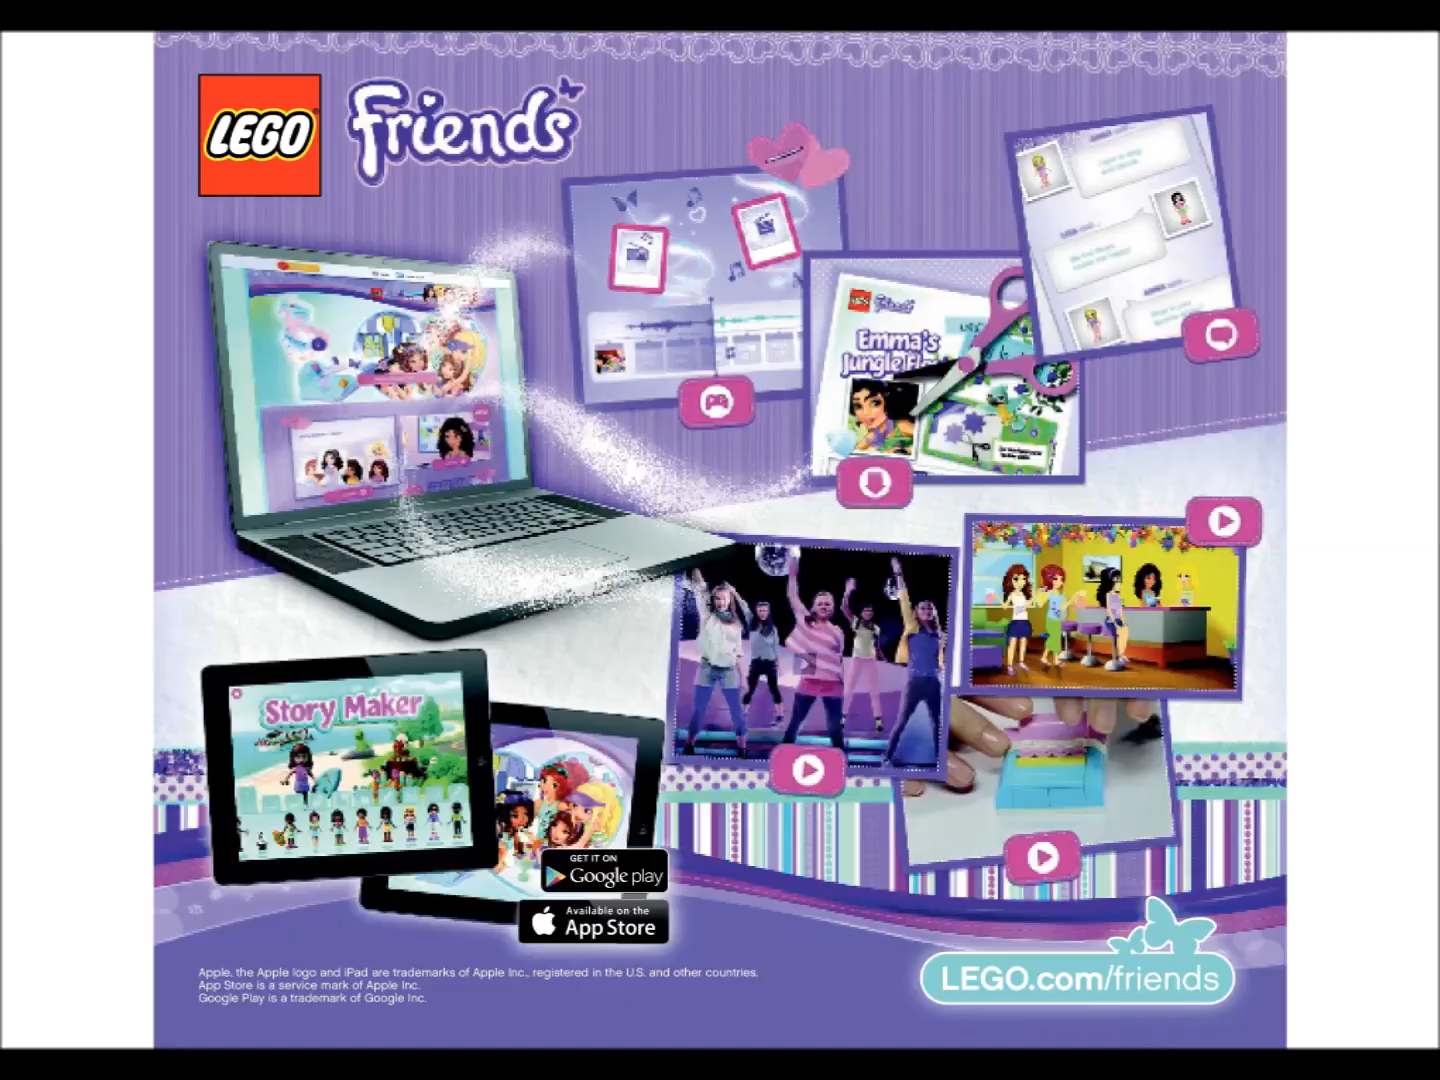 LEGO
friends
LEGO friends
Emma's
Story Maker
GET IT ON
Google play
Available on the
App Store
Apple, the Apple logo and iPad are trademarks of Apple Inc., registered in the U.S. and other countries.
App Store is a service mark of Apple Inc.
Google Play is a trademark of Google Inc.
LEGO.com/friends